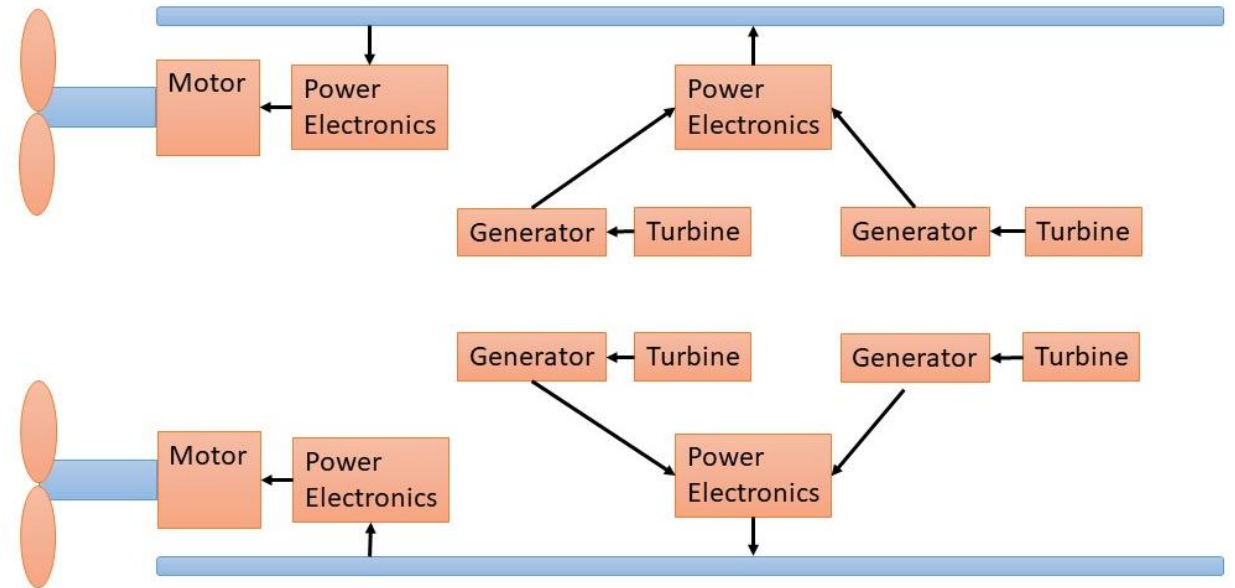 Motor
Power
Electronics
Power
Electronics
Generator
Turbine
Generator
Turbine
Generator
Turbine
Generator
Turbine
Motor
Power
Electronics
Power
Electronics